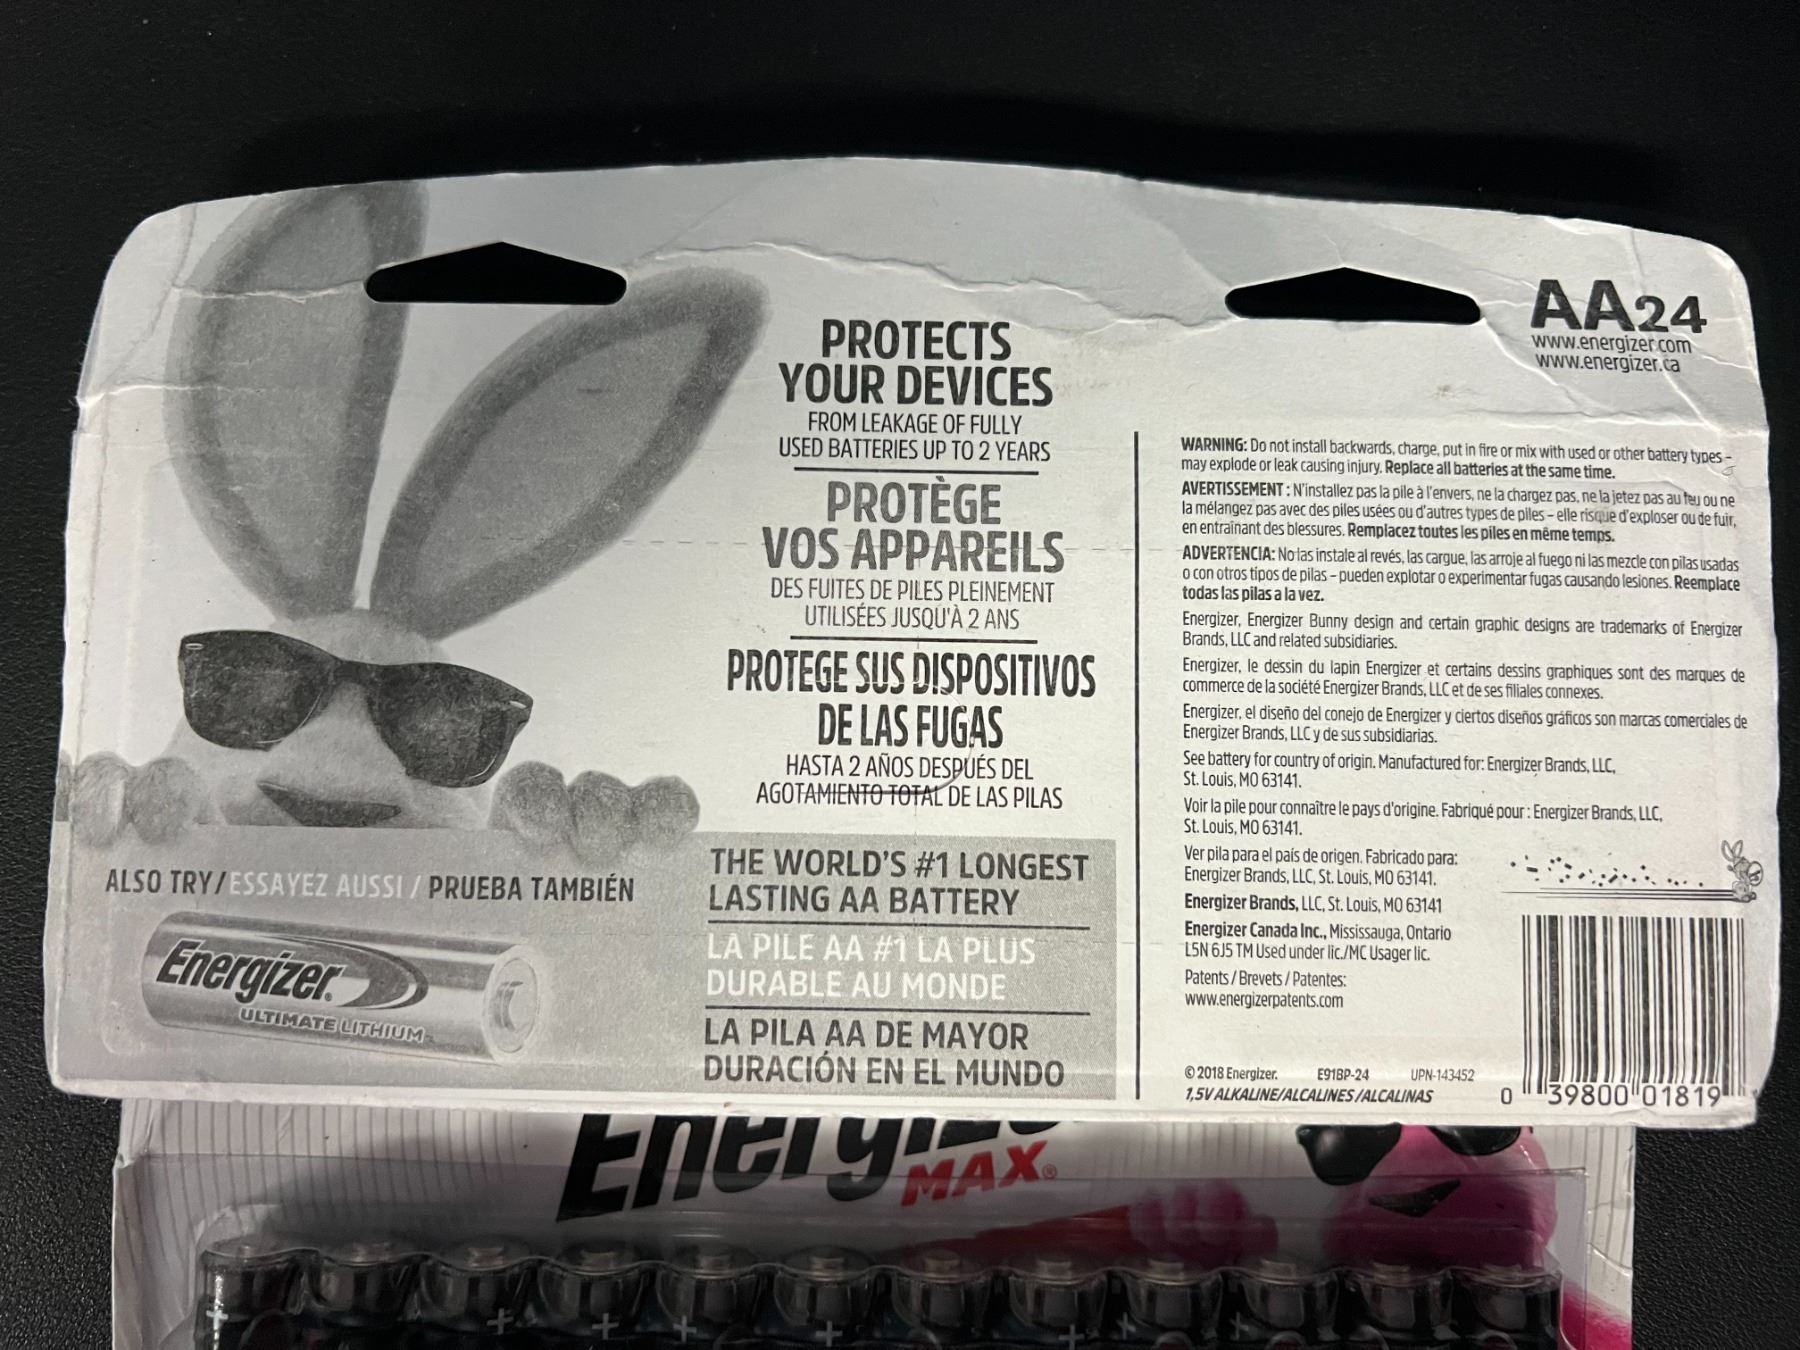 PROTECTS
YOUR DEVICES
FROM LEAKAGE OF FULLY
USED BATTERIES UP TO 2 YEARS
PROTÈGE
VOS APPAREILS
DES FUITES DE PILES PLEINEMENT
UTILISÉES JUSQU'À 2 ANS
PROTEGE SUS DISPOSITIVOS
DE LAS FUGAS
HASTA 2 AÑOS DESPUÉS DEL
AGOTAMIENTO TOTAL DE LAS PILAS
ALSO TRY/ESSAYEZ AUSSI / PRUEBA TAMBIÉN
Energizer
ULTIMATE LITHIUM
THE WORLD'S #1 LONGEST
LASTING AA BATTERY
LA PILE AA #1 LA PLUS
DURABLE AU MONDE
LA PILA AA DE MAYOR
DURACIÓN EN EL MUNDO
AA24
www.energizer.com
www.energizer.ca
WARNING: Do not install backwards, charge, put in fire or mix with used or other battery types –
may explode or leak causing injury. Replace all batteries at the same time.
AVERTISSEMENT : N'installez pas la pile à l'envers, ne la chargez pas, ne la jetez pas au feu ou ne
la mélangez pas avec des piles usées ou d'autres types de piles – elle risque d'exploser ou de fuir,
en entraînant des blessures. Remplacez toutes les piles en même temps.
ADVERTENCIA: No las instale al revés, las cargue, las arroje al fuego ni las mezcle con pilas usadas
o con otros tipos de pilas – pueden explotar o experimentar fugas causando lesiones. Reemplace
todas las pilas a la vez.
Energizer, Energizer Bunny design and certain graphic designs are trademarks of Energizer
Brands, LLC and related subsidiaries.
Energizer, le dessin du lapin Energizer et certains dessins graphiques sont des marques de
commerce de la société Energizer Brands, LLC et de ses filiales connexes.
Energizer, el diseño del conejo de Energizer y ciertos diseños gráficos son marcas comerciales de
Energizer Brands, LLC y de sus subsidiarias.
See battery for country of origin. Manufactured for: Energizer Brands, LLC,
St. Louis, MO 63141.
Voir la pile pour connaître le pays d'origine. Fabriqué pour : Energizer Brands, LLC,
St. Louis, MO 63141.
Ver pila para el país de origen. Fabricado para:
Energizer Brands, LLC, St. Louis, MO 63141.
Energizer Brands, LLC, St. Louis, MO 63141
Energizer Canada Inc., Mississauga, Ontario
L5N 6J5 TM Used under lic./MC Usager lic.
Patents / Brevets / Patentes:
www.energizerpatents.com
© 2018 Energizer. E91BP-24 UPN-143452
1,5V ALKALINE/ALCALINES/ALCALINAS
0 39800 01819
Energizer
MAX®